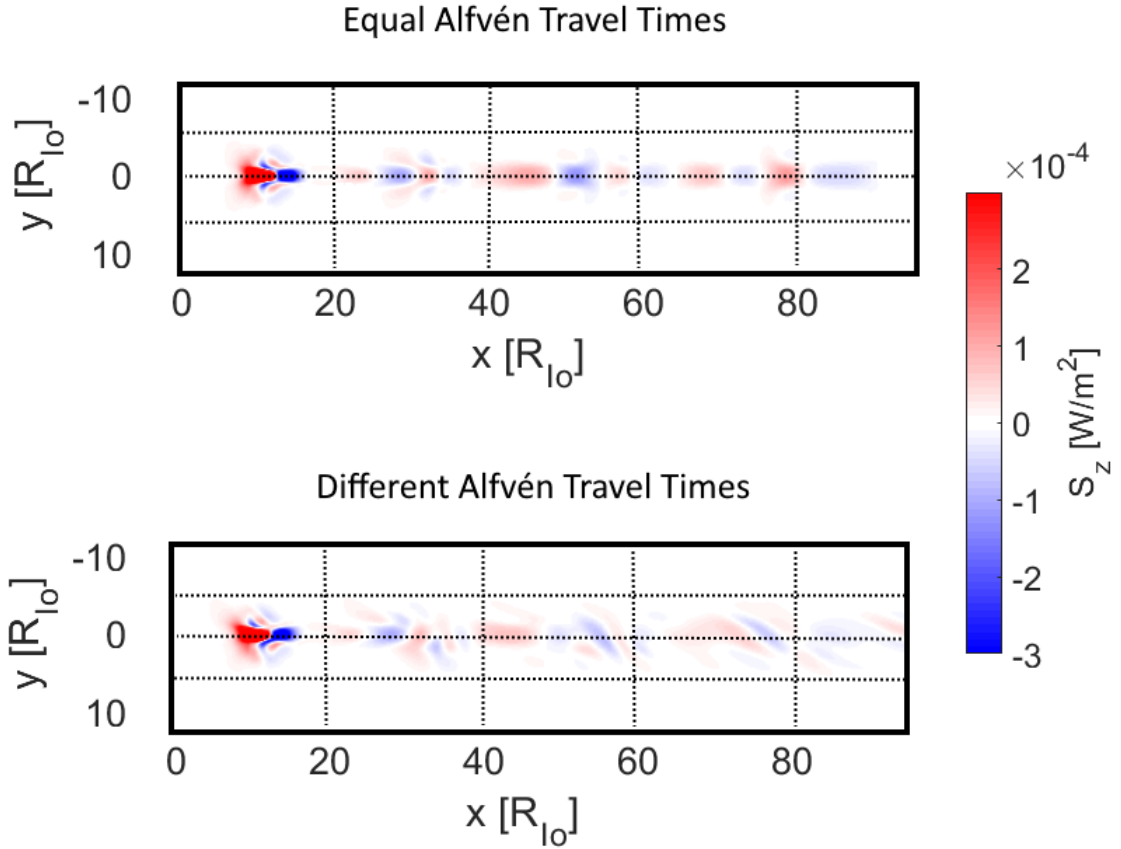 Equal Alfvén Travel Times
-10
0
10
y [R_Io]
0 20 40 60 80
x [R_Io]
×10^-4
2
1
0
-1
-2
-3
S_z [W/m^2]
Different Alfvén Travel Times
-10
0
10
y [R_Io]
0 20 40 60 80
x [R_Io]